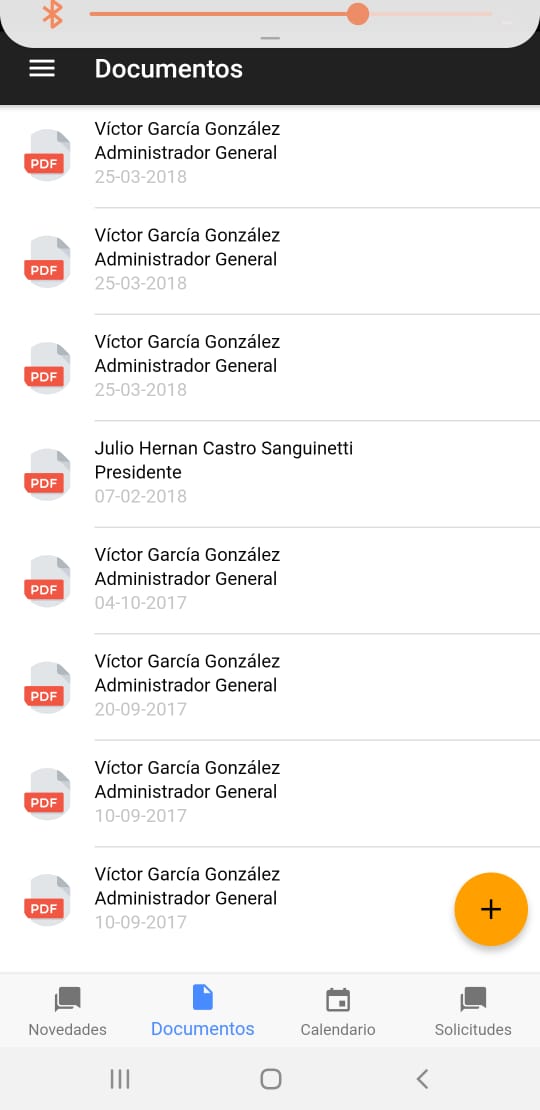 Documentos
Víctor García González
Administrador General
25-03-2018
PDF
Víctor García González
Administrador General
25-03-2018
PDF
Víctor García González
Administrador General
25-03-2018
PDF
Julio Hernan Castro Sanguinetti
Presidente
07-02-2018
PDF
Víctor García González
Administrador General
04-10-2017
PDF
Víctor García González
Administrador General
20-09-2017
PDF
Víctor García González
Administrador General
10-09-2017
PDF
Víctor García González
Administrador General
10-09-2017
PDF
Novedades
Documentos
Calendario
Solicitudes